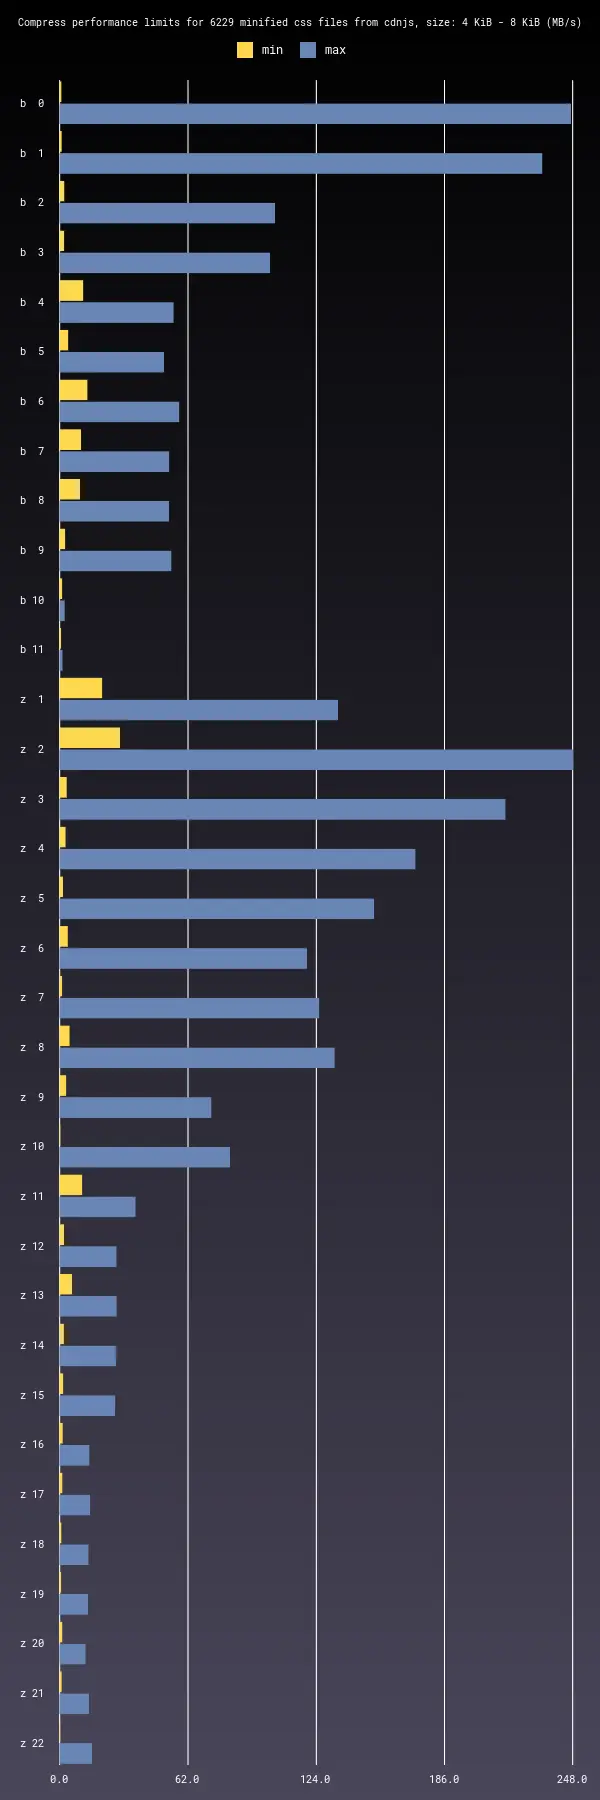 Compress performance limits for 6229 minified css files from cdnjs, size: 4 KiB - 8 KiB (MB/s)
min max
b 0
b 1
b 2
b 3
b 4
b 5
b 6
b 7
b 8
b 9
b 10
b 11
z 1
z 2
z 3
z 4
z 5
z 6
z 7
z 8
z 9
z 10
z 11
z 12
z 13
z 14
z 15
z 16
z 17
z 18
z 19
z 20
z 21
z 22
0.0 62.0 124.0 186.0 248.0